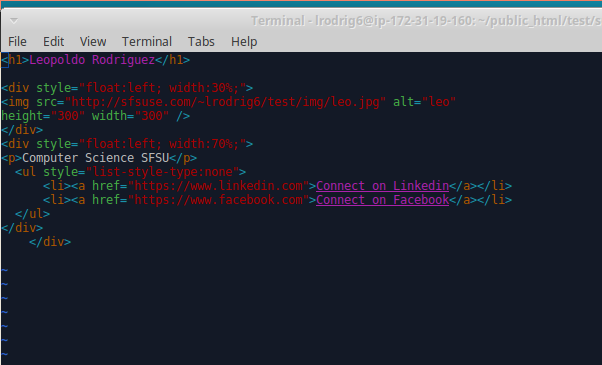 Terminal - lrodrig6@ip-172-31-19-160: ~/public_html/test/s
File Edit View Terminal Tabs Help
<h1>Leopoldo Rodriguez</h1>
<div style="float:left; width:30%;">
<img src="http://sfsuse.com/~lrodrig6/test/img/leo.jpg" alt="leo"
height="300" width="300" />
</div>
<div style="float:left; width:70%;">
<p>Computer Science SFSU</p>
<ul style="list-style-type:none">
<li><a href="https://www.linkedin.com">Connect on Linkedin</a></li>
<li><a href="https://www.facebook.com">Connect on Facebook</a></li>
</ul>
</div>
</div>
~
~
~
~
~
~
~